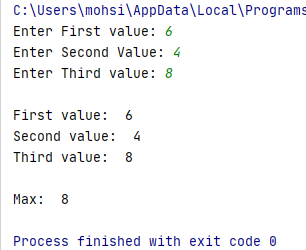 C:\Users\mohsi\AppData\Local\Programs
Enter First value: 6
Enter Second Value: 4
Enter Third value: 8
First value:  6
Second value:  4
Third value:  8
Max:  8
Process finished with exit code 0